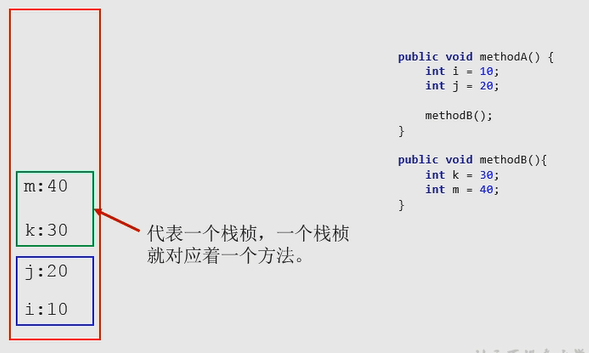 m:40
k:30
j:20
i:10
代表一个栈桢，一个栈桢
就对应着一个方法。
public void methodA() {
int i = 10;
int j = 20;
methodB();
}
public void methodB(){
int k = 30;
int m = 40;
}